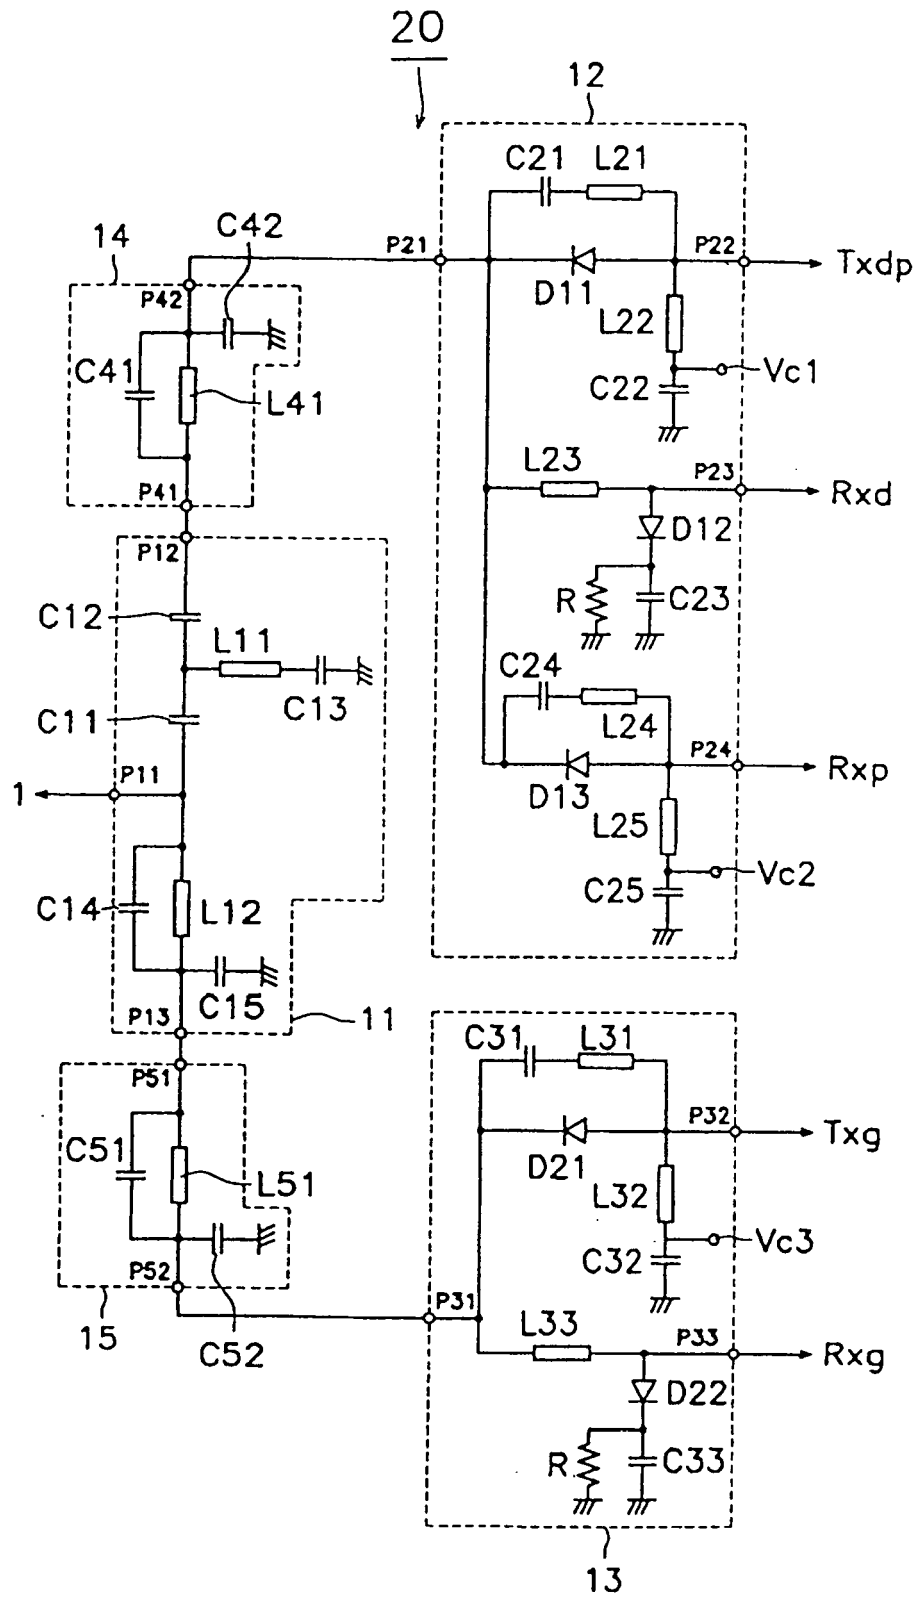 20
12
C21 L21
14
C42
P21
P22
Txdp
D11
P42
L22
C41
L41
C22
Vc1
L23
P23
Rxd
P41
P12
D12
C12
R
C23
L11
C24
C13
L24
C11
P24
P11
1
Rxp
D13
L25
C14
L12
C25
Vc2
C15
P13
11
C31 L31
P51
P32
Txg
C51
D21
L51
L32
C32
Vc3
P52
P31
15
L33
P33
C52
Rxg
D22
R
C33
13